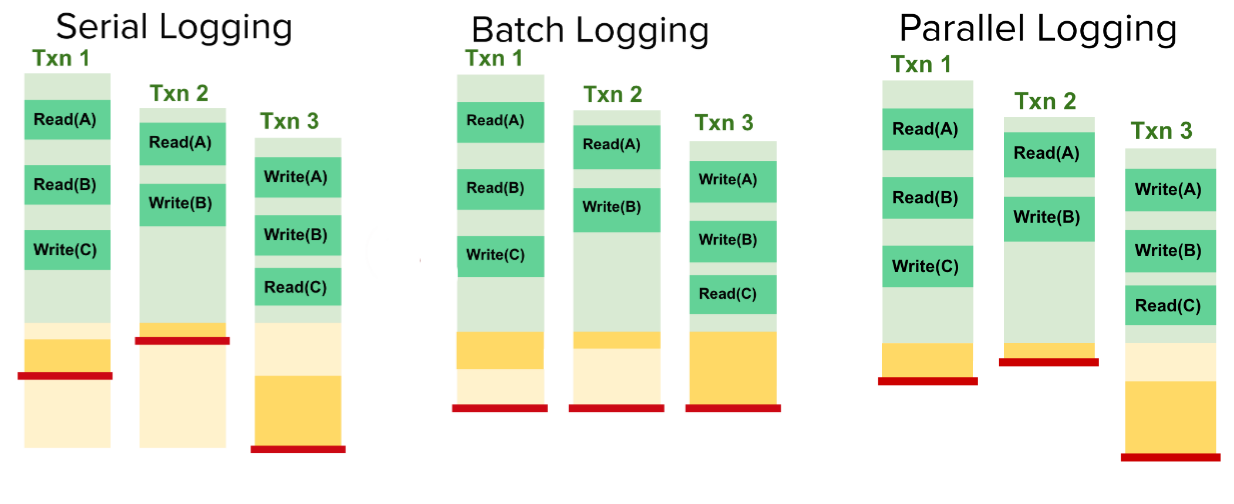 Serial Logging
Txn 1
Read(A)
Read(B)
Write(C)
Txn 2
Read(A)
Write(B)
Txn 3
Write(A)
Write(B)
Read(C)
Batch Logging
Txn 1
Read(A)
Read(B)
Write(C)
Txn 2
Read(A)
Write(B)
Txn 3
Write(A)
Write(B)
Read(C)
Parallel Logging
Txn 1
Read(A)
Read(B)
Write(C)
Txn 2
Read(A)
Write(B)
Txn 3
Write(A)
Write(B)
Read(C)